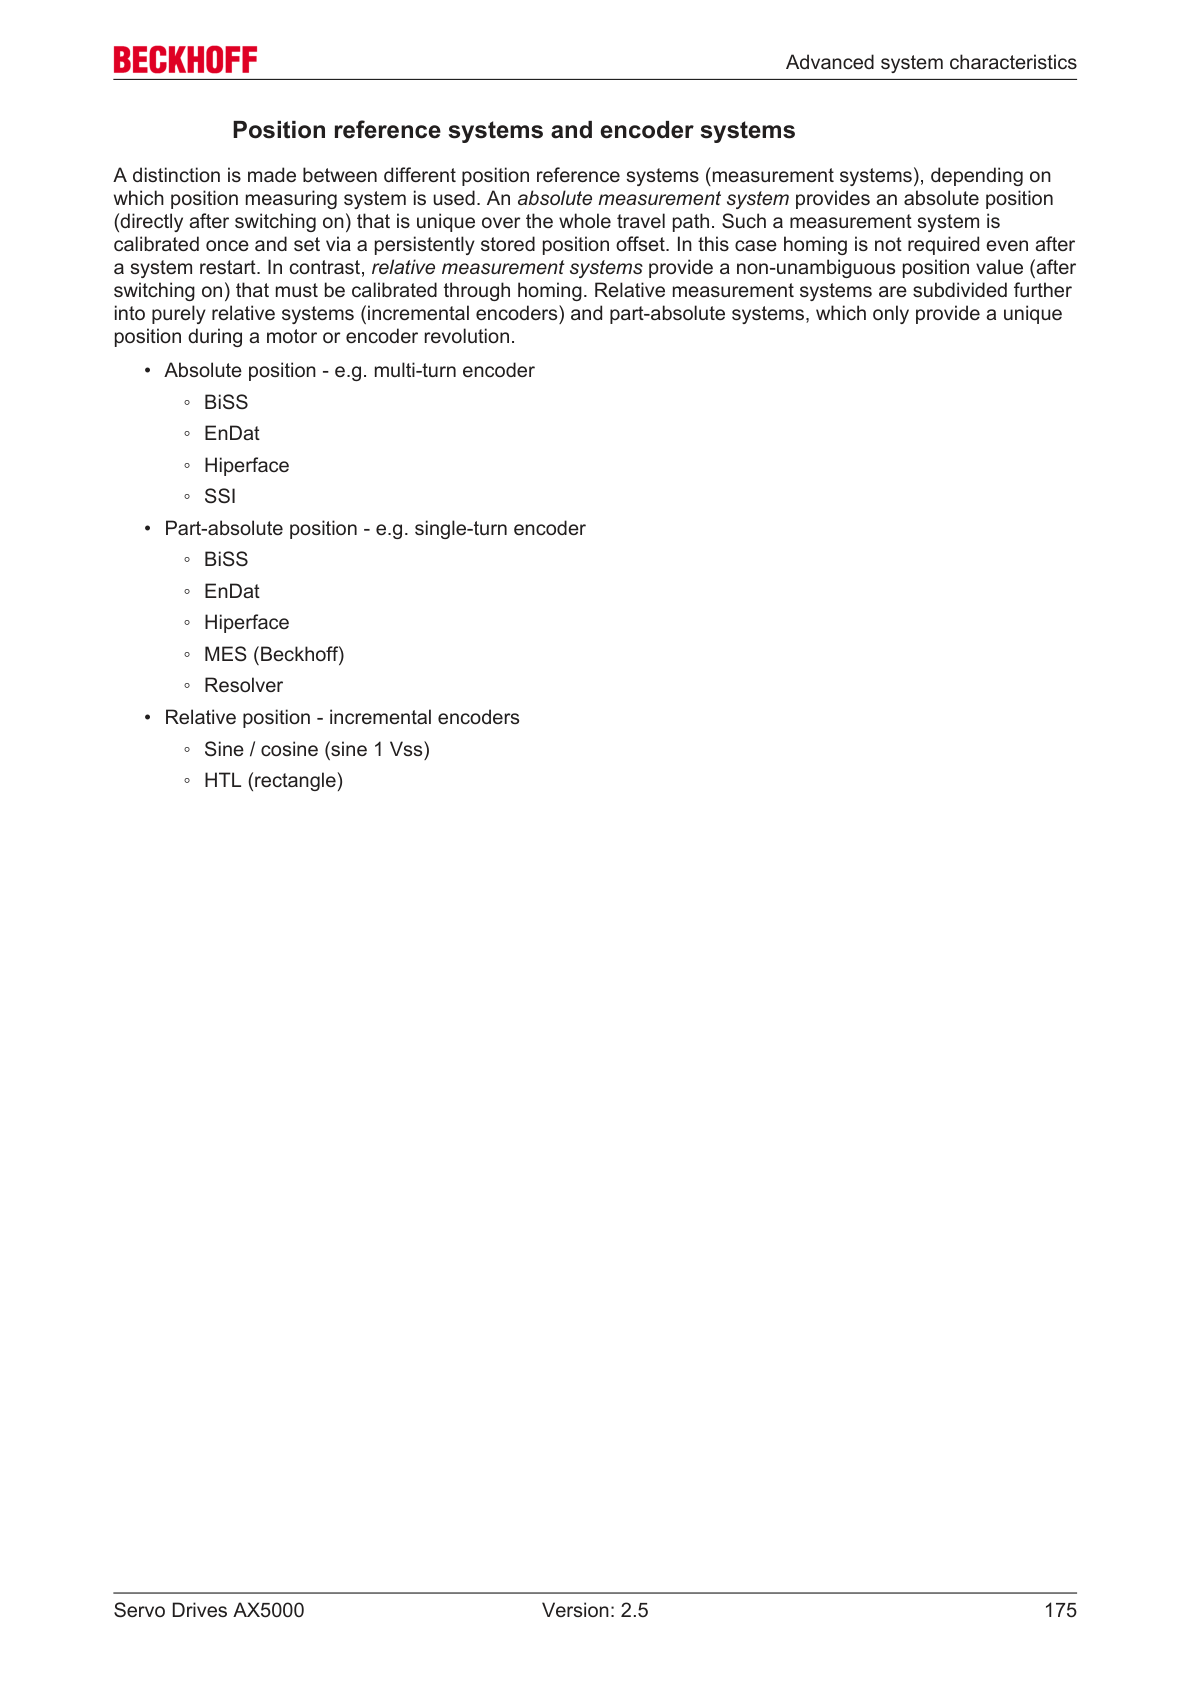 BECKHOFF
Advanced system characteristics
Position reference systems and encoder systems
A distinction is made between different position reference systems (measurement systems), depending on
which position measuring system is used. An absolute measurement system provides an absolute position
(directly after switching on) that is unique over the whole travel path. Such a measurement system is
calibrated once and set via a persistently stored position offset. In this case homing is not required even after
a system restart. In contrast, relative measurement systems provide a non-unambiguous position value (after
switching on) that must be calibrated through homing. Relative measurement systems are subdivided further
into purely relative systems (incremental encoders) and part-absolute systems, which only provide a unique
position during a motor or encoder revolution.
• Absolute position - e.g. multi-turn encoder
◦ BiSS
◦ EnDat
◦ Hiperface
◦ SSI
• Part-absolute position - e.g. single-turn encoder
◦ BiSS
◦ EnDat
◦ Hiperface
◦ MES (Beckhoff)
◦ Resolver
• Relative position - incremental encoders
◦ Sine / cosine (sine 1 Vss)
◦ HTL (rectangle)
Servo Drives AX5000
Version: 2.5
175